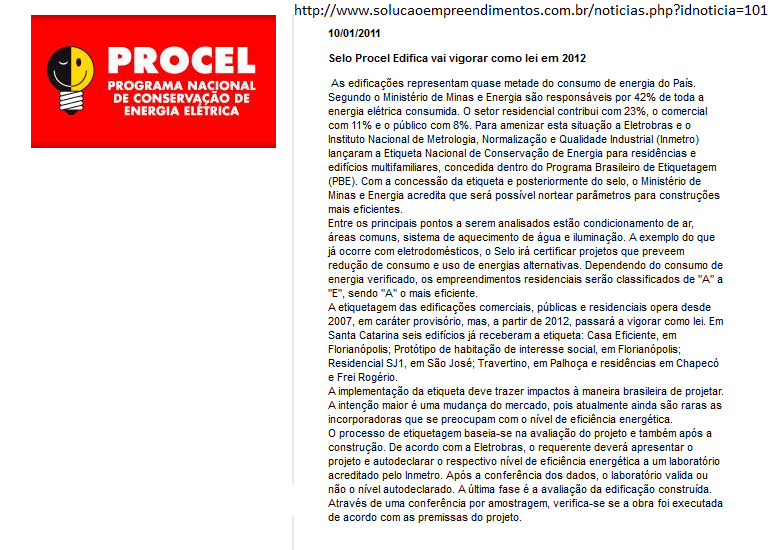 http://www.solucaoempreendimentos.com.br/noticias.php?idnoticia=101
PROCEL
PROGRAMA NACIONAL
DE CONSERVAÇÃO DE
ENERGIA ELÉTRICA
10/01/2011
Selo Procel Edifica vai vigorar como lei em 2012
As edificações representam quase metade do consumo de energia do País.
Segundo o Ministério de Minas e Energia são responsáveis por 42% de toda a
energia elétrica consumida. O setor residencial contribui com 23%, o comercial
com 11% e o público com 8%. Para amenizar esta situação a Eletrobras e o
Instituto Nacional de Metrologia, Normalização e Qualidade Industrial (Inmetro)
lançaram a Etiqueta Nacional de Conservação de Energia para residências e
edifícios multifamiliares, concedida dentro do Programa Brasileiro de Etiquetagem
(PBE). Com a concessão da etiqueta e posteriormente do selo, o Ministério de
Minas e Energia acredita que será possível nortear parâmetros para construções
mais eficientes.
Entre os principais pontos a serem analisados estão condicionamento de ar,
áreas comuns, sistema de aquecimento de água e iluminação. A exemplo do que
já ocorre com eletrodomésticos, o Selo irá certificar projetos que preveem
redução de consumo e uso de energias alternativas. Dependendo do consumo de
energia verificado, os empreendimentos residenciais serão classificados de "A" a
"E", sendo "A" o mais eficiente.
A etiquetagem das edificações comerciais, públicas e residenciais opera desde
2007, em caráter provisório, mas, a partir de 2012, passará a vigorar como lei. Em
Santa Catarina seis edifícios já receberam a etiqueta: Casa Eficiente, em
Florianópolis; Protótipo de habitação de interesse social, em Florianópolis;
Residencial SJ1, em São José; Travertino, em Palhoça e residências em Chapecó
e Frei Rogério.
A implementação da etiqueta deve trazer impactos à maneira brasileira de projetar.
A intenção maior é uma mudança do mercado, pois atualmente ainda são raras as
incorporadoras que se preocupam com o nível de eficiência energética.
O processo de etiquetagem baseia-se na avaliação do projeto e também após a
construção. De acordo com a Eletrobras, o requerente deverá apresentar o
projeto e autodeclarar o respectivo nível de eficiência energética a um laboratório
acreditado pelo Inmetro. Após a conferência dos dados, o laboratório valida ou
não o nível autodeclarado. A última fase é a avaliação da edificação construída.
Através de uma conferência por amostragem, verifica-se se a obra foi executada
de acordo com as premissas do projeto.